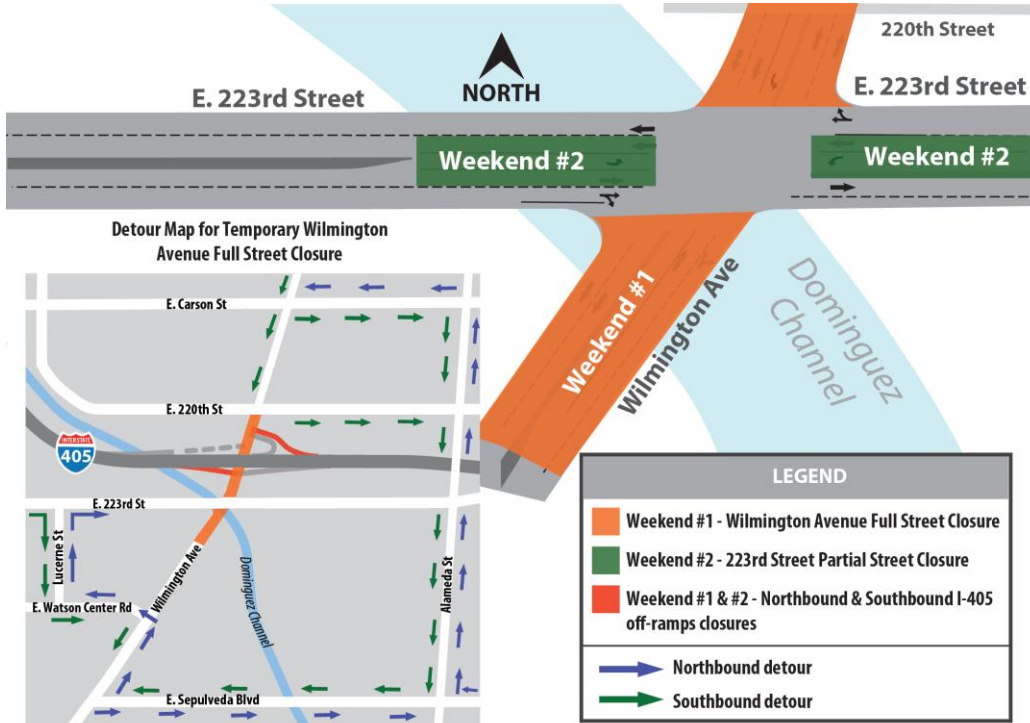 220th Street
E. 223rd Street
E. 223rd Street
NORTH
Weekend #2
Weekend #2
Weekend #1
Wilmington Ave
Dominguez
Channel
Detour Map for Temporary Wilmington
Avenue Full Street Closure
E. Carson St
E. 220th St
INTERSTATE
405
E. 223rd St
Lucerne St
Wilmington Ave
Dominguez Channel
Alameda St
E. Watson Center Rd
E. Sepulveda Blvd
LEGEND
Weekend #1 - Wilmington Avenue Full Street Closure
Weekend #2 - 223rd Street Partial Street Closure
Weekend #1 & #2 - Northbound & Southbound I-405
off-ramps closures
Northbound detour
Southbound detour